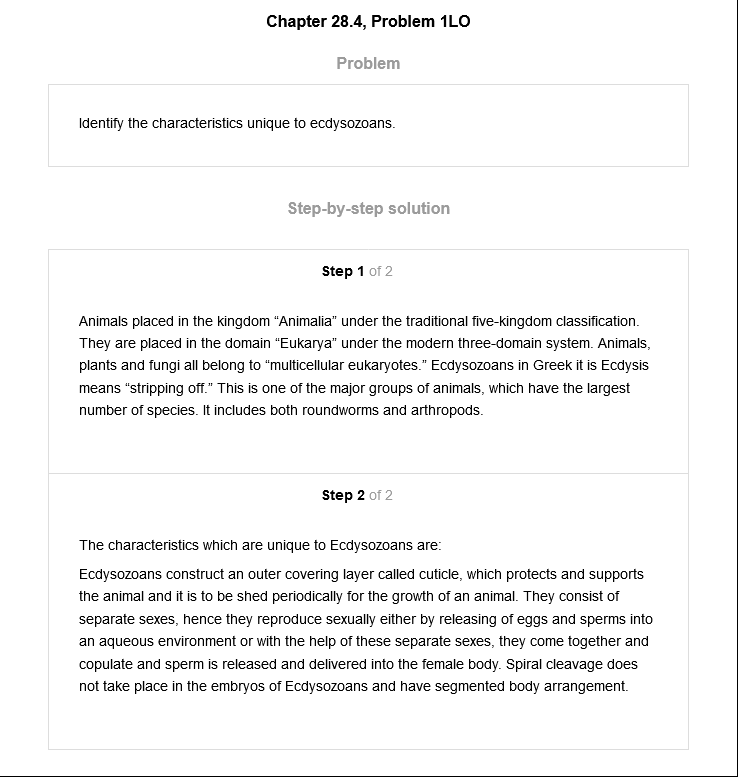 Chapter 28.4, Problem 1LO
Problem
Identify the characteristics unique to ecdysozoans.
Step-by-step solution
Step 1 of 2
Animals placed in the kingdom “Animalia” under the traditional five-kingdom classification.
They are placed in the domain “Eukarya” under the modern three-domain system. Animals,
plants and fungi all belong to “multicellular eukaryotes.” Ecdysozoans in Greek it is Ecdysis
means “stripping off.” This is one of the major groups of animals, which have the largest
number of species. It includes both roundworms and arthropods.
Step 2 of 2
The characteristics which are unique to Ecdysozoans are:
Ecdysozoans construct an outer covering layer called cuticle, which protects and supports
the animal and it is to be shed periodically for the growth of an animal. They consist of
separate sexes, hence they reproduce sexually either by releasing of eggs and sperms into
an aqueous environment or with the help of these separate sexes, they come together and
copulate and sperm is released and delivered into the female body. Spiral cleavage does
not take place in the embryos of Ecdysozoans and have segmented body arrangement.